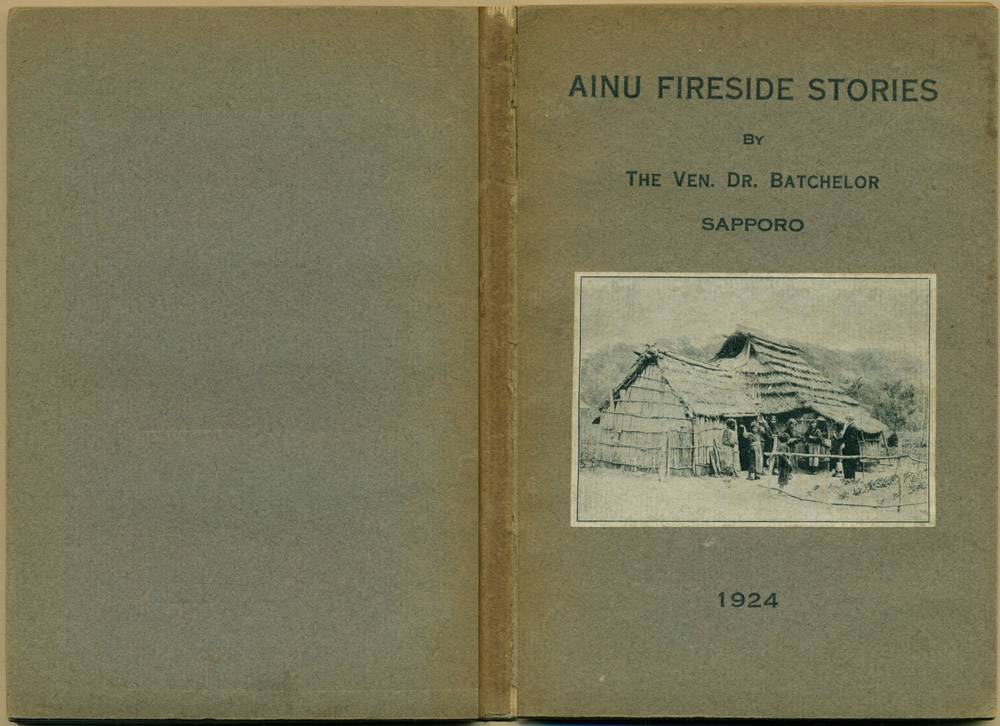 AINU FIRESIDE STORIES
BY
THE VEN. DR. BATCHELOR
SAPPORO
1924